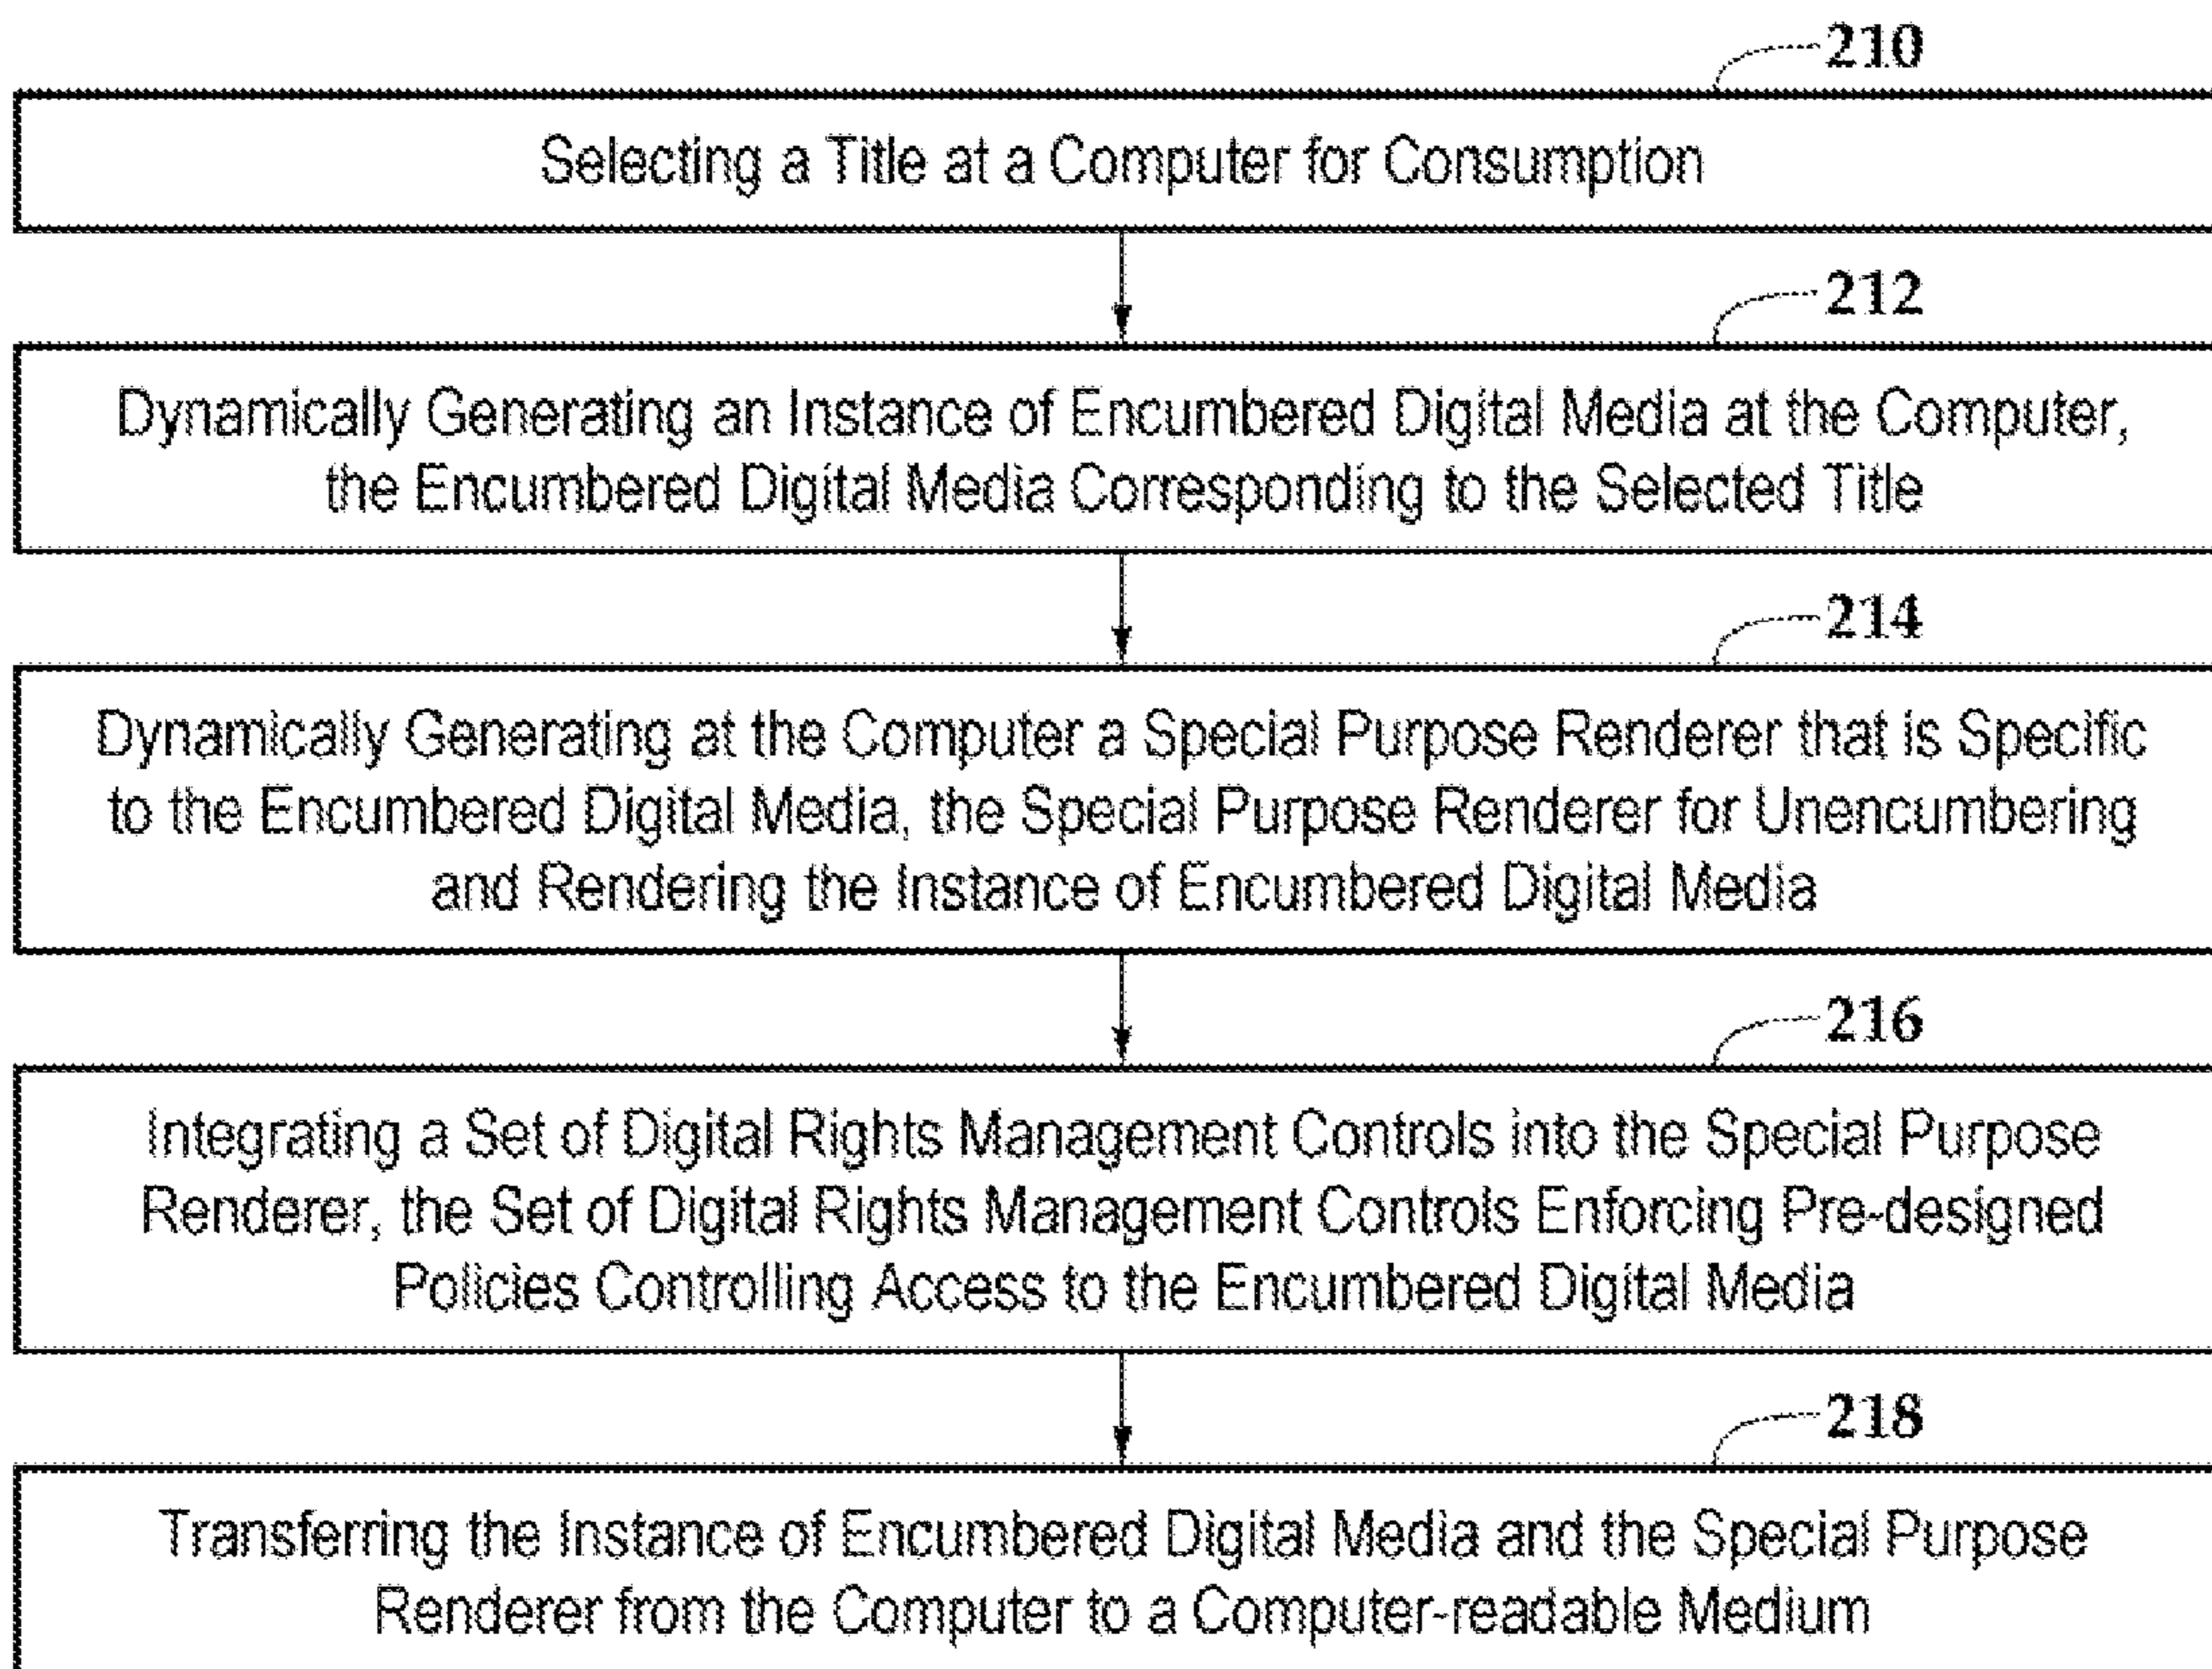 210
Selecting a Title at a Computer for Consumption
212
Dynamically Generating an Instance of Encumbered Digital Media at the Computer,
the Encumbered Digital Media Corresponding to the Selected Title
214
Dynamically Generating at the Computer a Special Purpose Renderer that is Specific
to the Encumbered Digital Media, the Special Purpose Renderer for Unencumbering
and Rendering the Instance of Encumbered Digital Media
216
Integrating a Set of Digital Rights Management Controls into the Special Purpose
Renderer, the Set of Digital Rights Management Controls Enforcing Pre-designed
Policies Controlling Access to the Encumbered Digital Media
218
Transferring the Instance of Encumbered Digital Media and the Special Purpose
Renderer from the Computer to a Computer-readable Medium